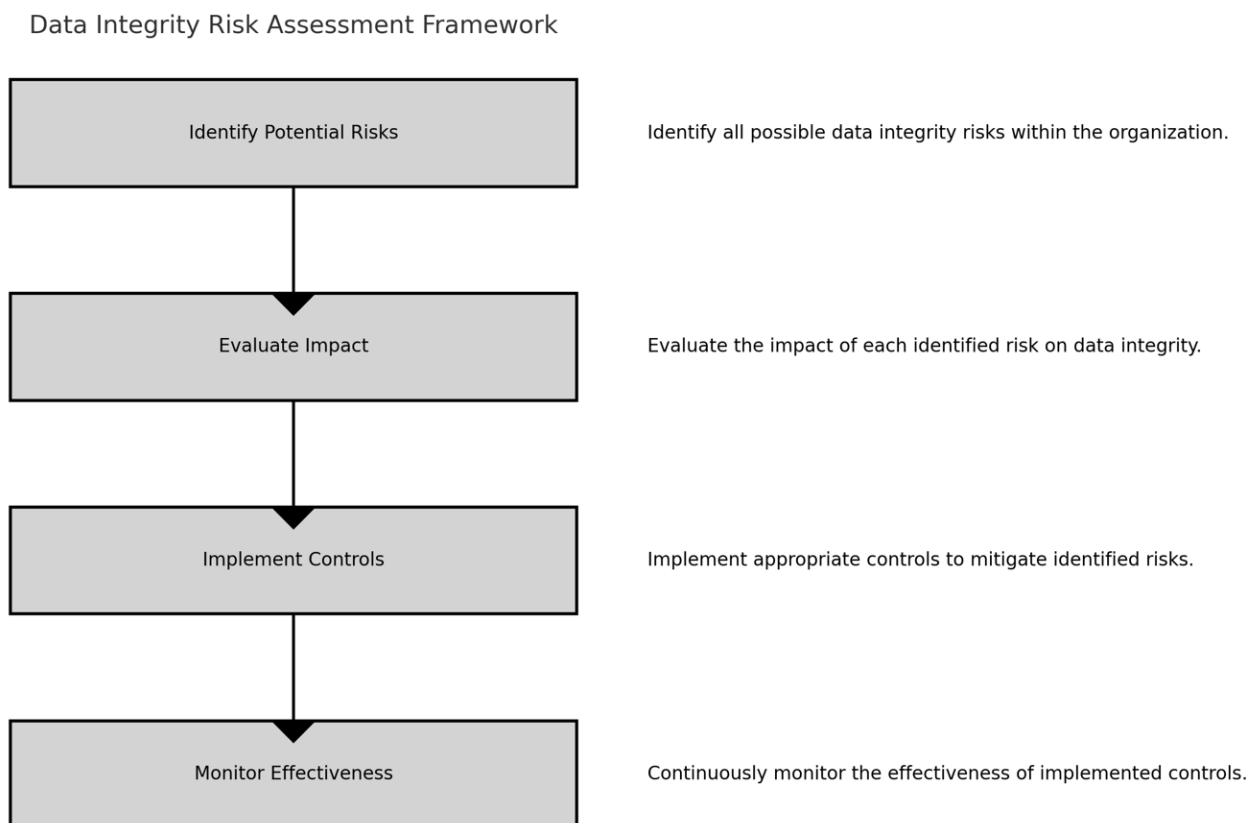 Data Integrity Risk Assessment Framework
Identify Potential Risks
Identify all possible data integrity risks within the organization.
Evaluate Impact
Evaluate the impact of each identified risk on data integrity.
Implement Controls
Implement appropriate controls to mitigate identified risks.
Monitor Effectiveness
Continuously monitor the effectiveness of implemented controls.